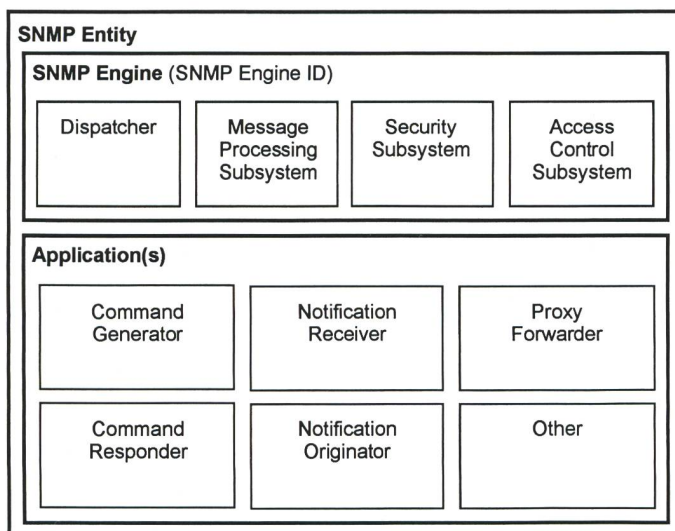 SNMP Entity
SNMP Engine (SNMP Engine ID)
Dispatcher
Message
Processing
Subsystem
Security
Subsystem
Access
Control
Subsystem
Application(s)
Command
Generator
Notification
Receiver
Proxy
Forwarder
Command
Responder
Notification
Originator
Other